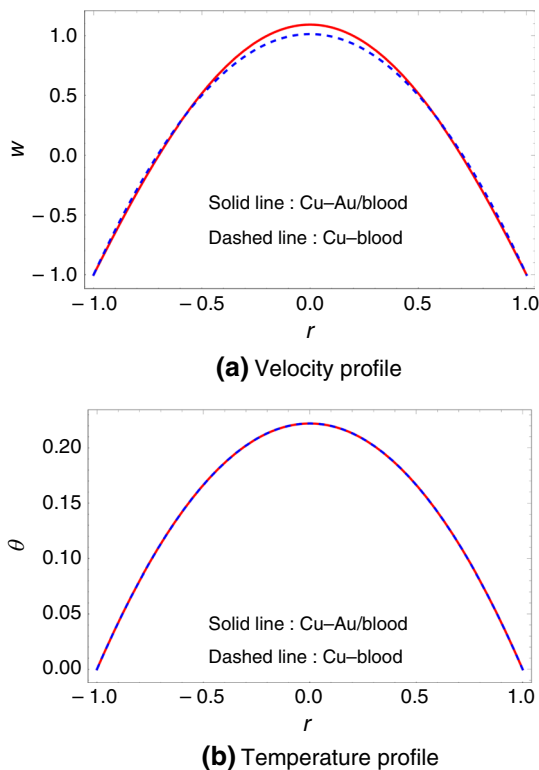 1.0
0.5
w
0.0
Solid line : Cu–Au/blood
– 0.5
Dashed line : Cu–blood
– 1.0
– 1.0 – 0.5 0.0 0.5 1.0
r
(a) Velocity profile
0.20
0.15
θ
0.10
0.05
Solid line : Cu–Au/blood
Dashed line : Cu–blood
0.00
– 1.0 – 0.5 0.0 0.5 1.0
r
(b) Temperature profile